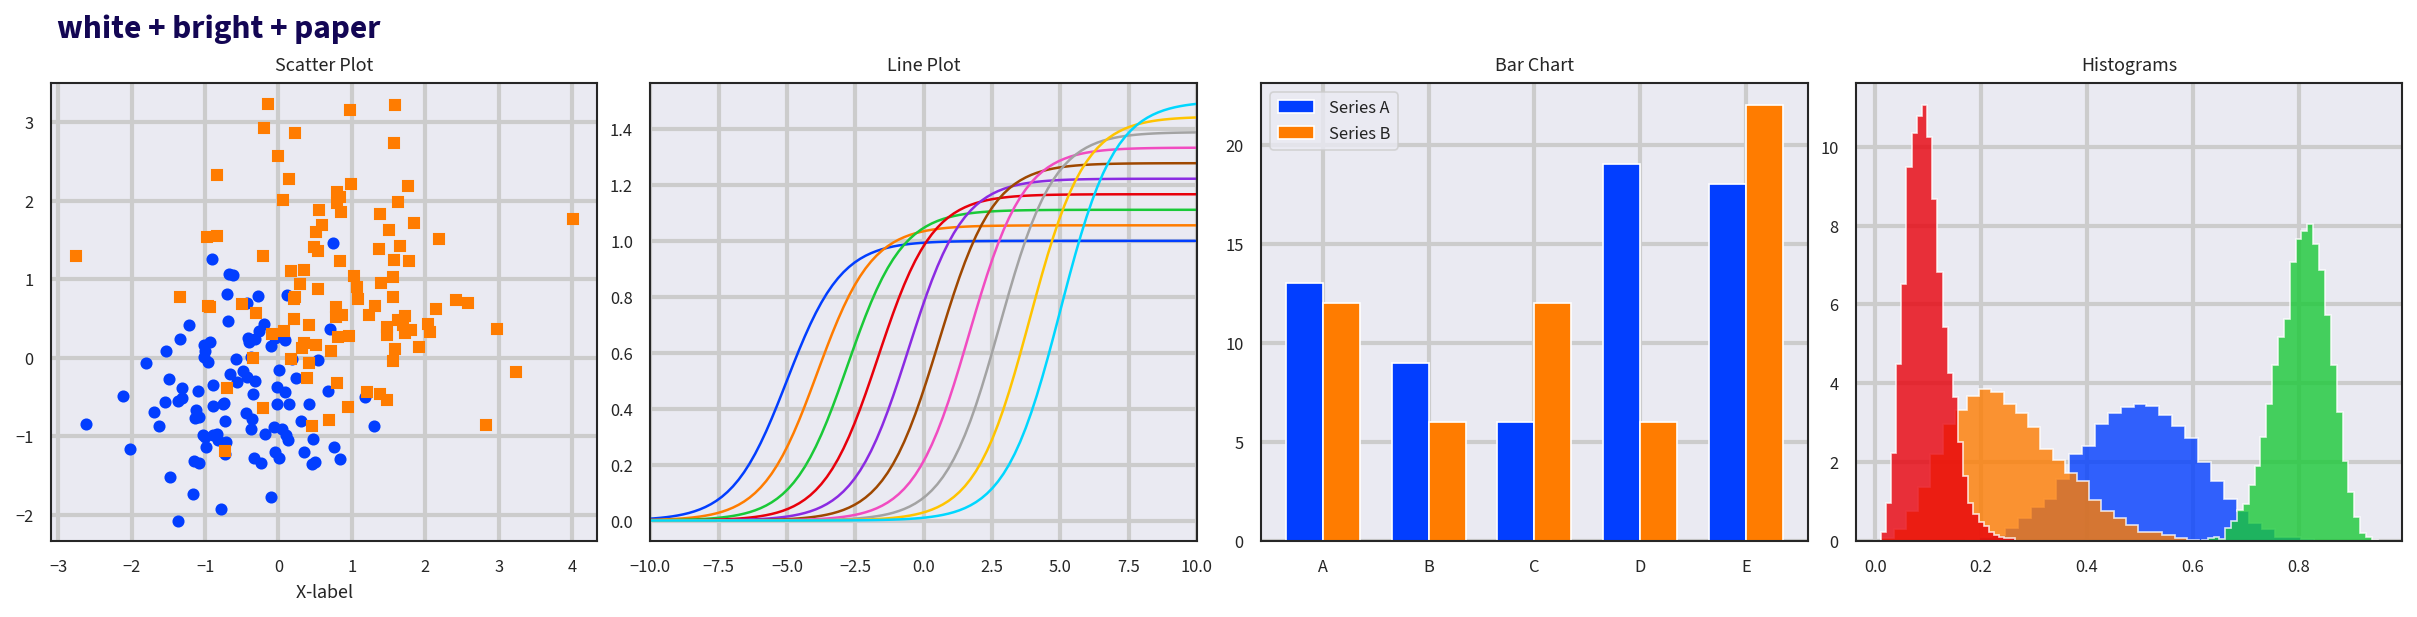 white + bright + paper
Scatter Plot
3
2
1
0
−1
−2
−3 −2 −1 0 1 2 3 4
X-label
Line Plot
1.4
1.2
1.0
0.8
0.6
0.4
0.2
0.0
−10.0 −7.5 −5.0 −2.5 0.0 2.5 5.0 7.5 10.0
Bar Chart
Series A
Series B
20
15
10
5
0
A B C D E
Histograms
10
8
6
4
2
0
0.0 0.2 0.4 0.6 0.8